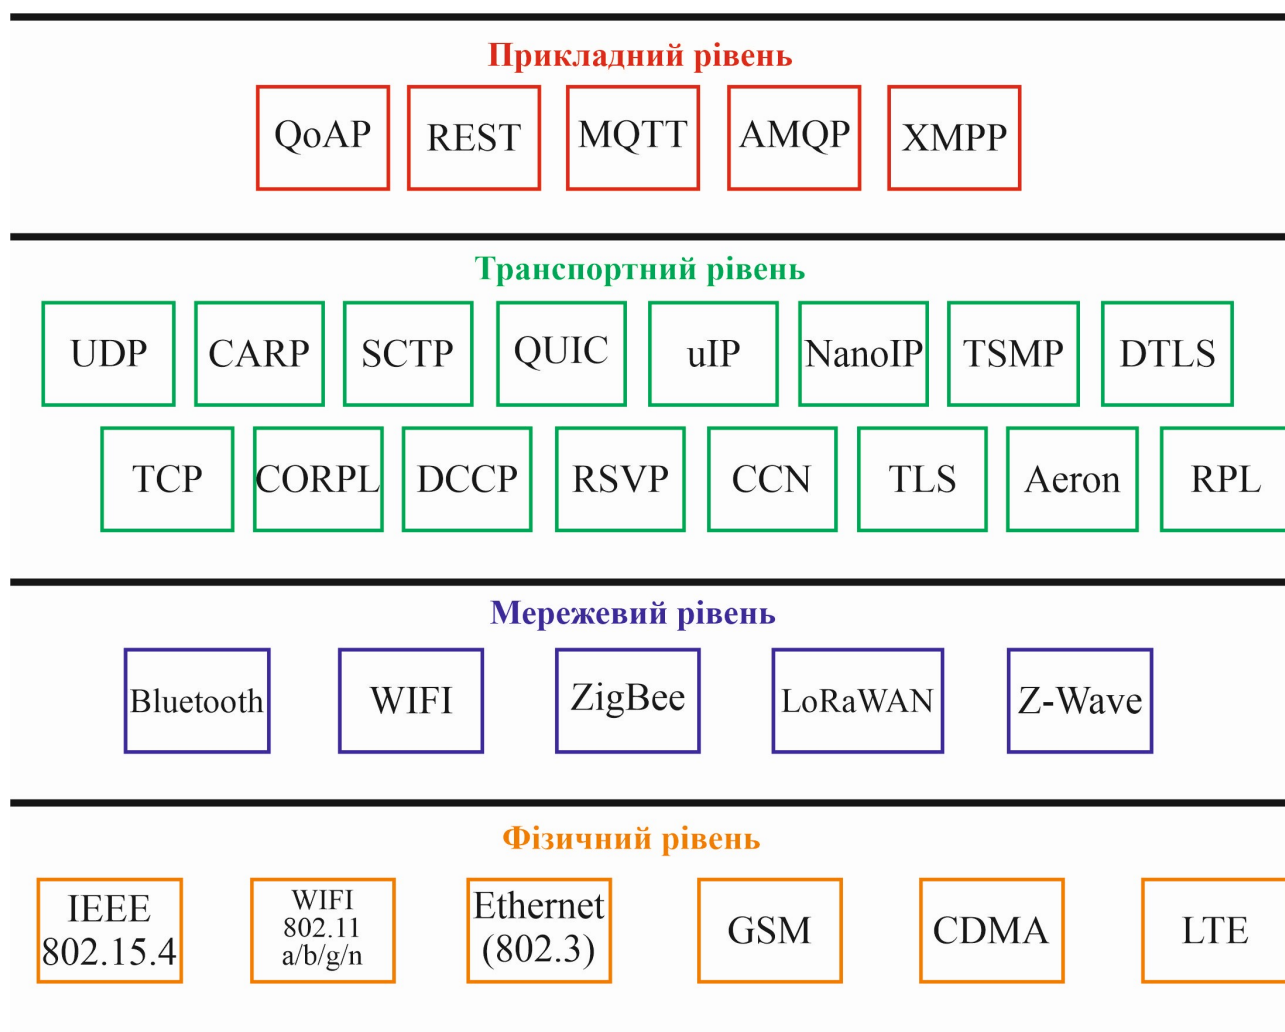 Прикладний рівень
QoAP REST MQTT AMQP XMPP
Транспортний рівень
UDP CARP SCTP QUIC uIP NanoIP TSMP DTLS
TCP CORPL DCCP RSVP CCN TLS Aeron RPL
Мережевий рівень
Bluetooth WIFI ZigBee LoRaWAN Z-Wave
Фізичний рівень
IEEE
802.15.4
WIFI
802.11
a/b/g/n
Ethernet
(802.3)
GSM
CDMA
LTE